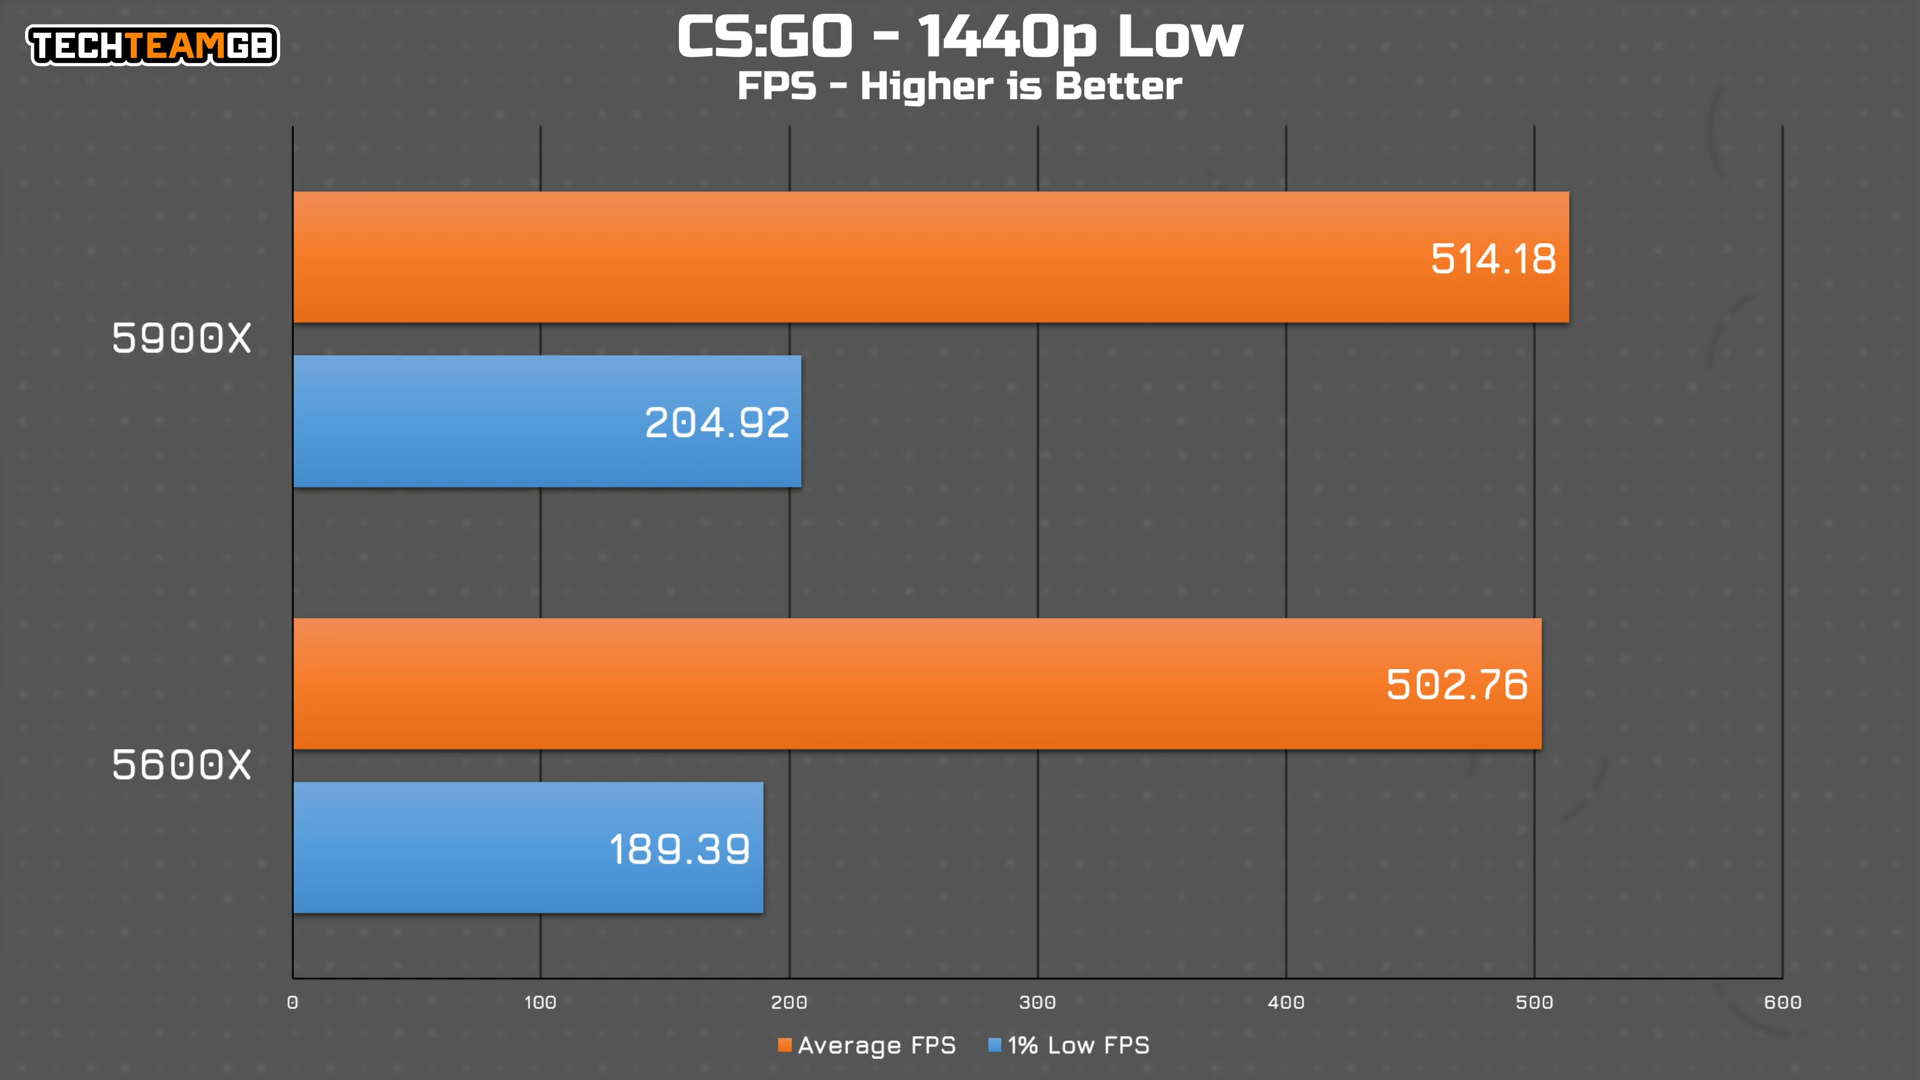 TECHTEAMGB
CS:GO - 1440p Low
FPS - Higher is Better
5900X
514.18
204.92
5600X
502.76
189.39
0 100 200 300 400 500 600
Average FPS 1% Low FPS